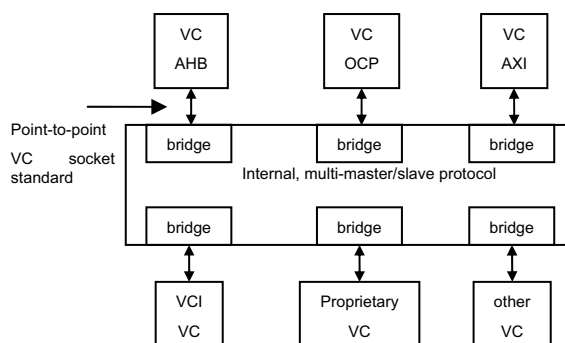 VC
AHB
VC
OCP
VC
AXI
Point-to-point
VC socket
standard
bridge
bridge
bridge
Internal, multi-master/slave protocol
bridge
bridge
bridge
VCI
VC
Proprietary
VC
other
VC